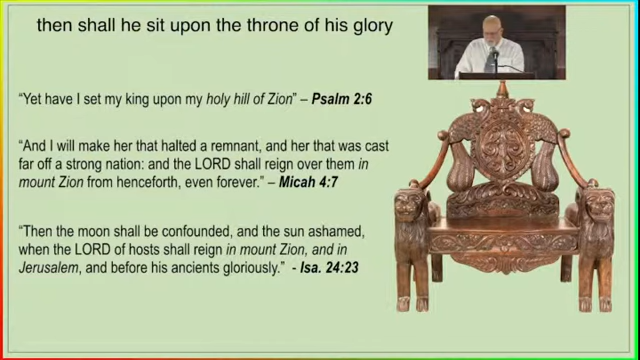 then shall he sit upon the throne of his glory
“Yet have I set my king upon my holy hill of Zion” – Psalm 2:6
“And I will make her that halted a remnant, and her that was cast
far off a strong nation: and the LORD shall reign over them in
mount Zion from henceforth, even forever.” – Micah 4:7
“Then the moon shall be confounded, and the sun ashamed,
when the LORD of hosts shall reign in mount Zion, and in
Jerusalem, and before his ancients gloriously.” - Isa. 24:23